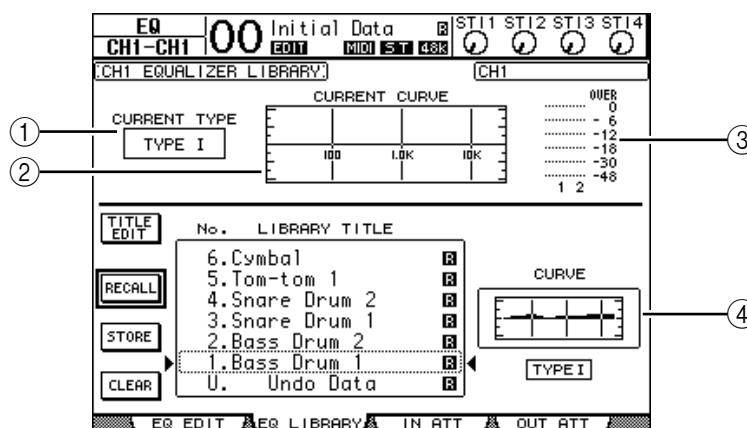 EQ
CH1-CH1
00 Initial Data R
EDIT MIDI ST 48K
ST11 ST12 ST13 ST14
CH1 EQUALIZER LIBRARY
CH1
CURRENT TYPE
TYPE I
CURRENT CURVE
100 1.0K 10K
OVER
0
- 6
-12
-18
-30
-48
1 2
① ② ③ ④
TITLE EDIT
RECALL
STORE
CLEAR
No. LIBRARY TITLE
6.Cymbal R
5.Tom-tom 1 R
4.Snare Drum 2 R
3.Snare Drum 1 R
2.Bass Drum 2 R
1.Bass Drum 1 R
U. Undo Data R
CURVE
TYPE I
EQ EDIT EQ LIBRARY IN ATT OUT ATT